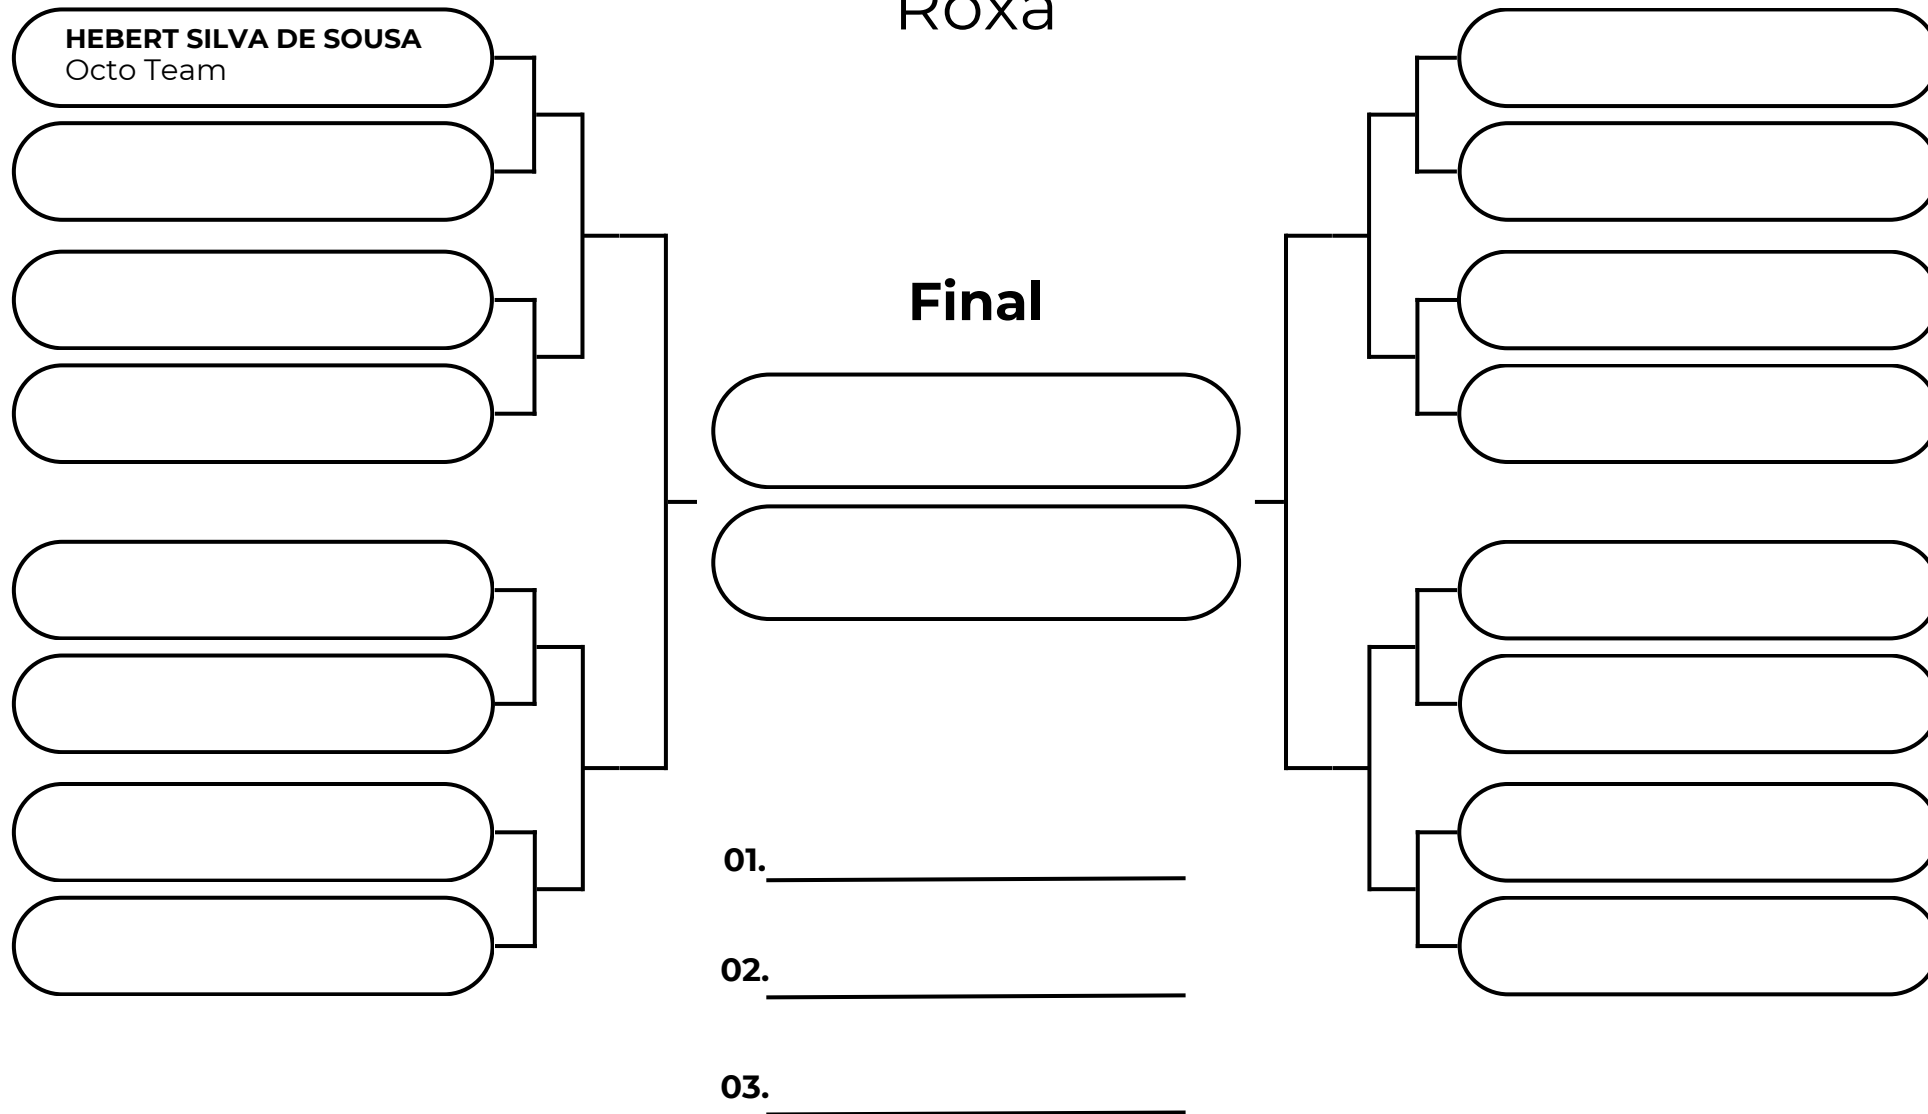 Roxa
HEBERT SILVA DE SOUSA
Octo Team
Final
01.
02.
03.